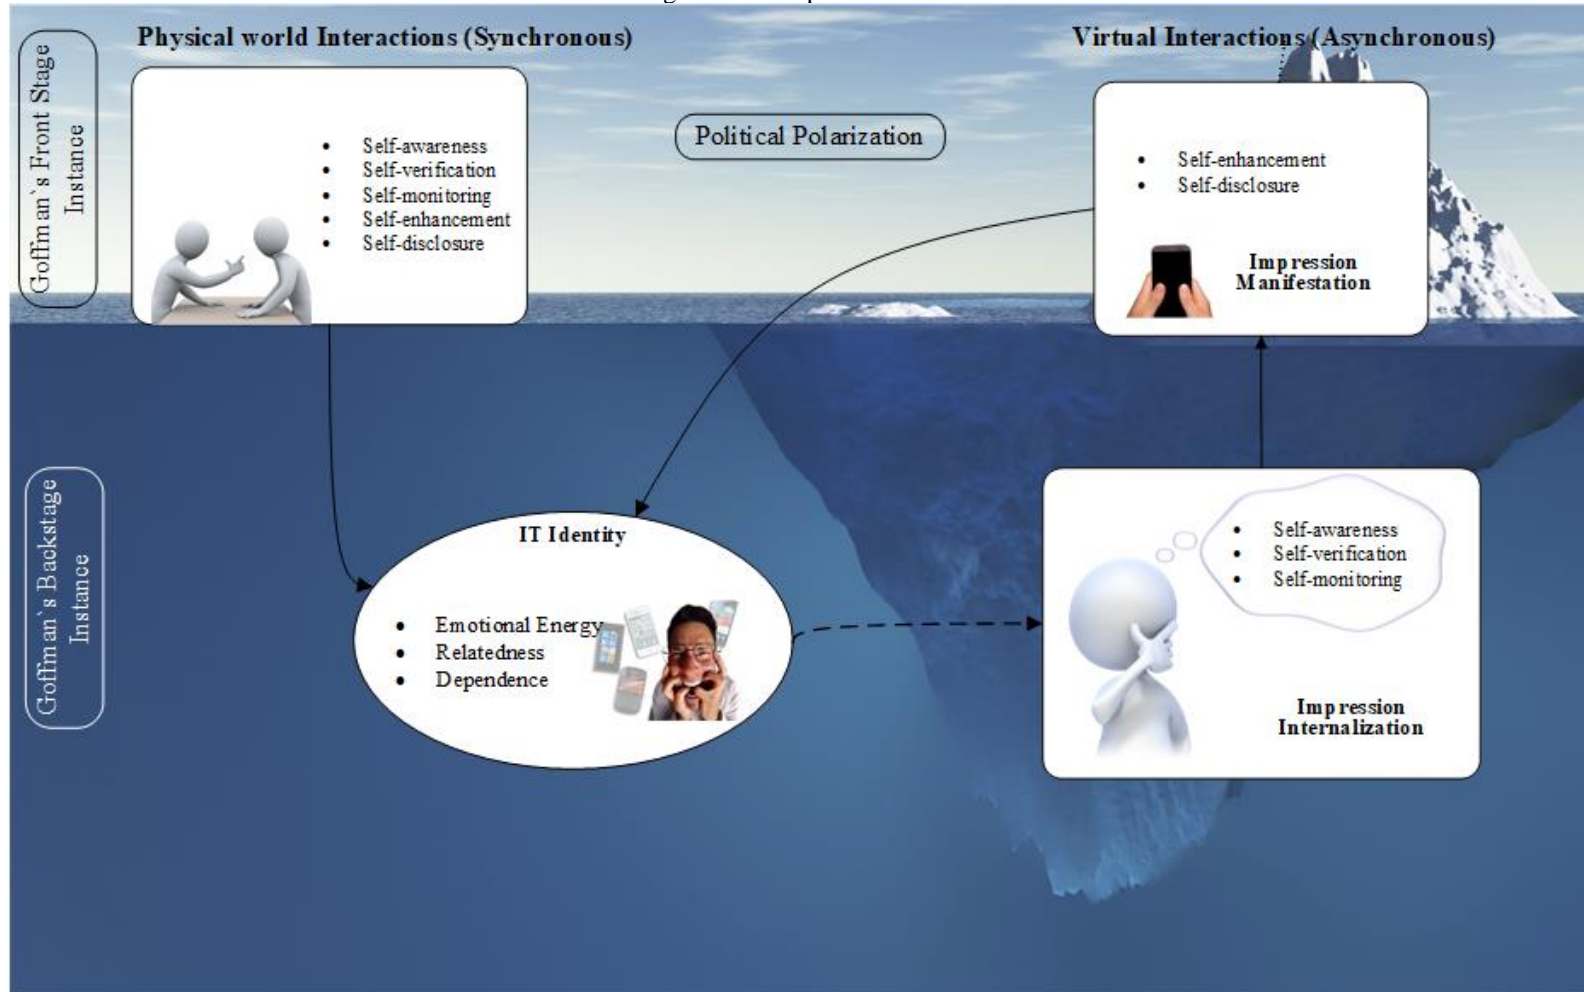 Physical world Interactions (Synchronous)
Virtual Interactions (Asynchronous)
Goffman`s Front Stage
Instance
• Self-awareness
• Self-verification
• Self-monitoring
• Self-enhancement
• Self-disclosure
Political Polarization
• Self-enhancement
• Self-disclosure
Impression
Manifestation
Goffman`s Backstage
Instance
IT Identity
• Emotional Energy
• Relatedness
• Dependence
• Self-awareness
• Self-verification
• Self-monitoring
Impression
Internalization